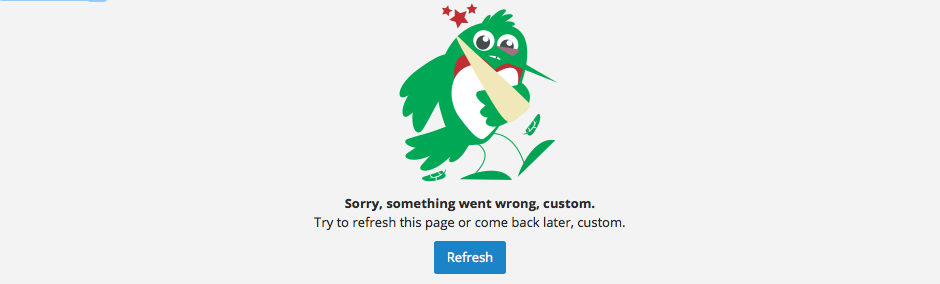 Sorry, something went wrong, custom.
Try to refresh this page or come back later, custom.
Refresh